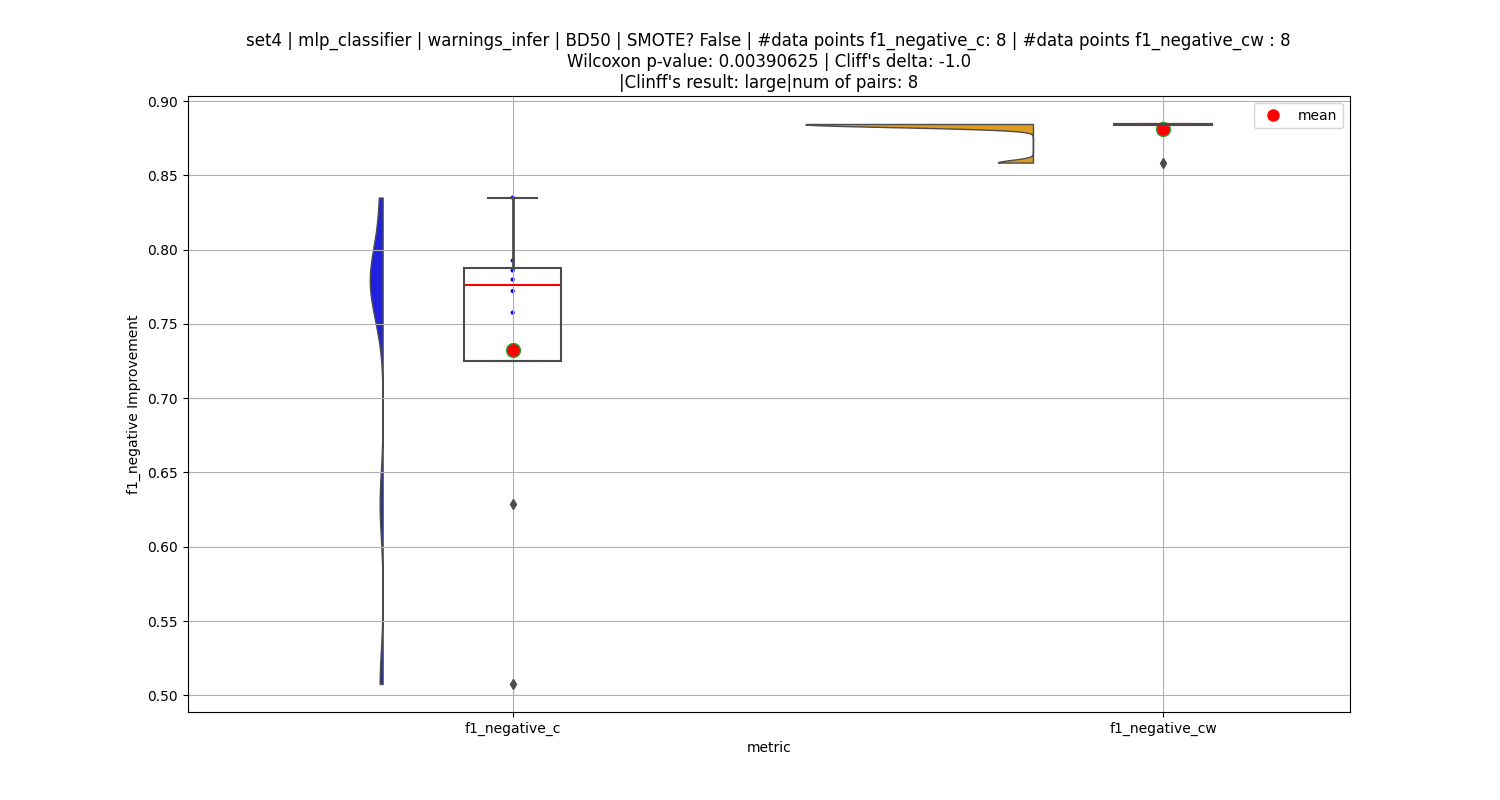 set4 | mlp_classifier | warnings_infer | BD50 | SMOTE? False | #data points f1_negative_c: 8 | #data points f1_negative_cw : 8
Wilcoxon p-value: 0.00390625 | Cliff's delta: -1.0
|Clinff's result: large|num of pairs: 8
mean
0.90
0.85
0.80
0.75
0.70
0.65
0.60
0.55
0.50
f1_negative Improvement
f1_negative_c
f1_negative_cw
metric